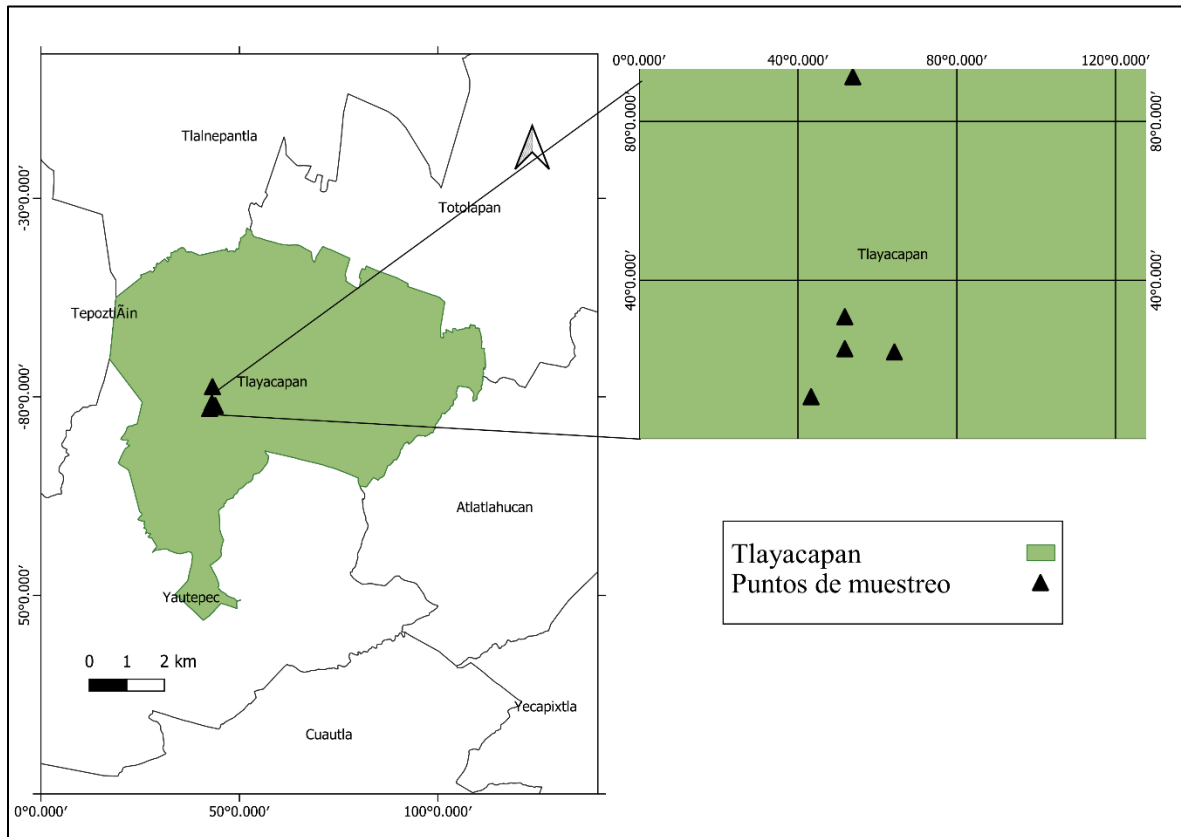 Tlalnepantla
Totolapan
TepoztlÃin
Tlayacapan
Atlatlahucan
Yautepec
0 1 2 km
Yecapixtla
Cuautla
-30°0.000′
-80°0.000′
50°0.000′
0°0.000′ 50°0.000′ 100°0.000′
0°0.000′ 40°0.000′ 80°0.000′ 120°0.000′
80°0.000′ 80°0.000′
Tlayacapan
40°0.000′ 40°0.000′
Tlayacapan
Puntos de muestreo